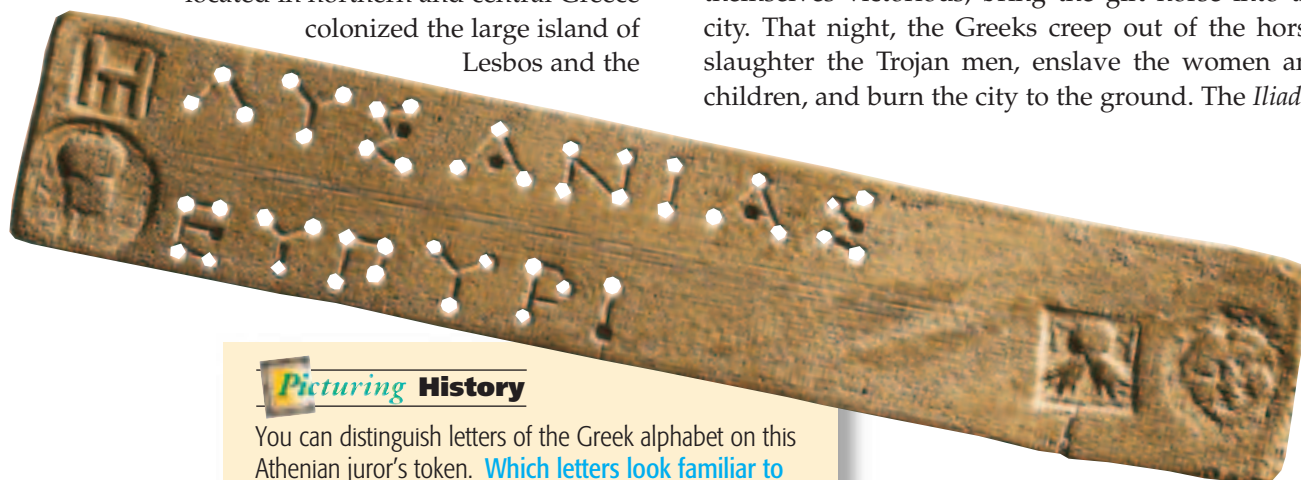 located in northern and central Greece
colonized the large island of
Lesbos and the
themselves victorious, bring the gift horse into
city. That night, the Greeks creep out of the
slaughter the Trojan men, enslave the women
children, and burn the city to the ground. The Iliad
Ε
ΛΥΣΑΝΙΑΣ
ΕΥΠΥΡΙ
Picturing History
You can distinguish letters of the Greek alphabet on this
Athenian juror's token. Which letters look familiar to